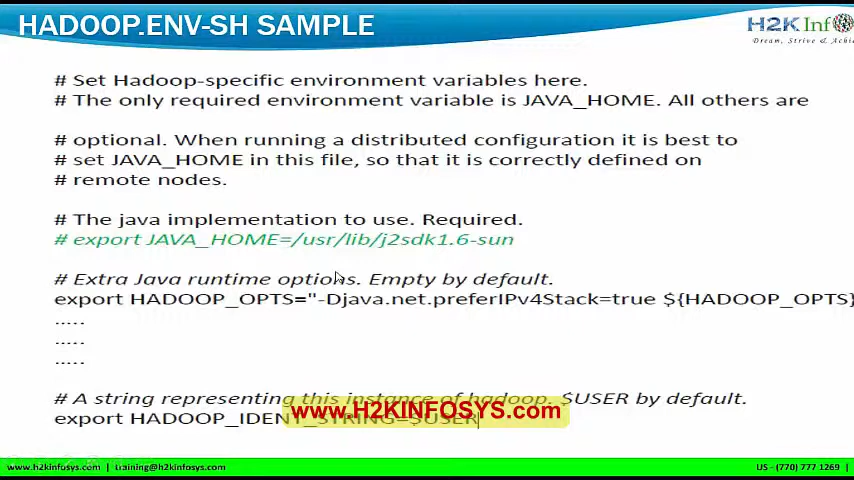 HADOOP.ENV-SH SAMPLE
H2K Inf
Dream, Strive & Achi
# Set Hadoop-specific environment variables here.
# The only required environment variable is JAVA_HOME. All others are
# optional. When running a distributed configuration it is best to
# set JAVA_HOME in this file, so that it is correctly defined on
# remote nodes.
# The java implementation to use. Required.
# export JAVA_HOME=/usr/lib/j2sdk1.6-sun
# Extra Java runtime options. Empty by default.
export HADOOP_OPTS="-Djava.net.preferIPv4Stack=true ${HADOOP_OPTS}
.....
.....
.....
# A string representing this instance of hadoop. $USER by default.
www.H2KINFOSYS.com
export HADOOP_IDENT_STRING=$USER
www.h2kinfosys.com | training@h2kinfosys.com
US - (770) 777 1269 | UK